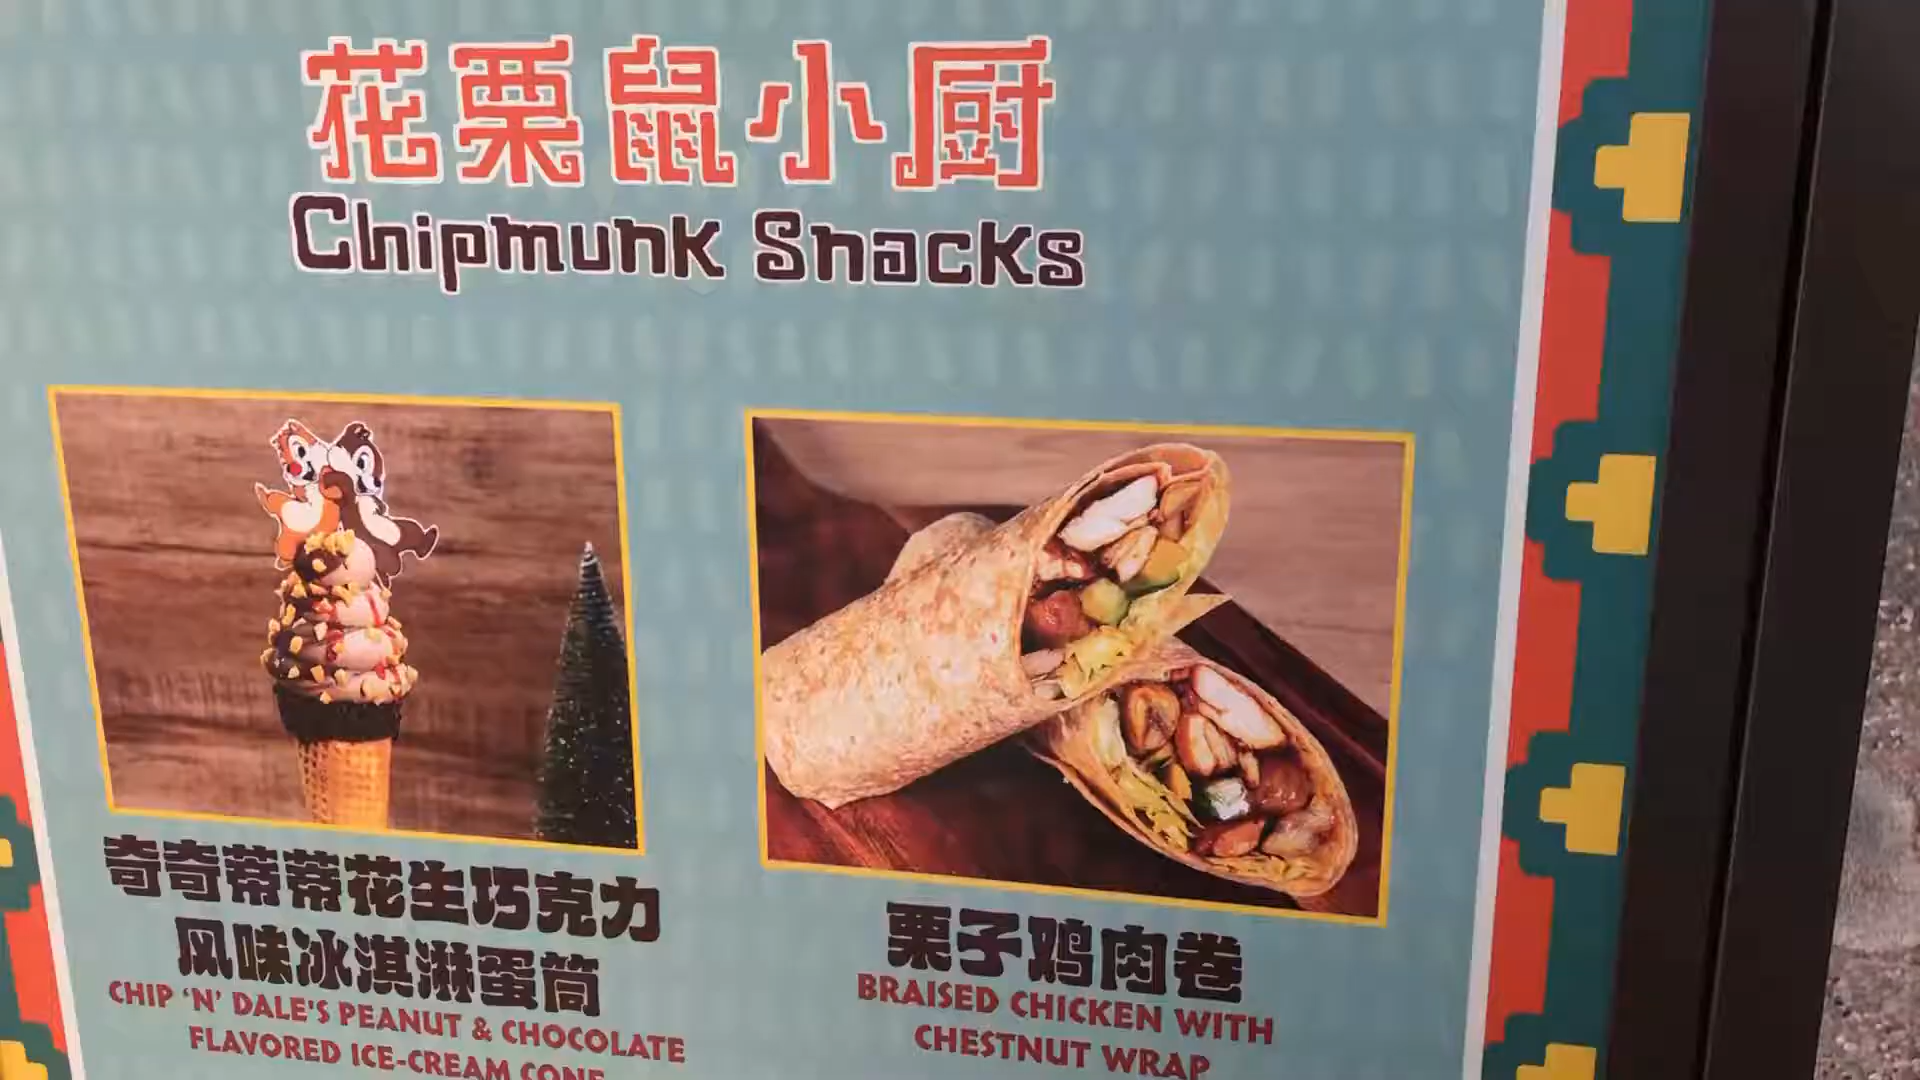 花栗鼠小厨
Chipmunk Snacks
奇奇蒂蒂花生巧克力
风味冰淇淋蛋筒
CHIP ‘N’ DALE'S PEANUT & CHOCOLATE
FLAVORED ICE-CREAM CONE
栗子鸡肉卷
BRAISED CHICKEN WITH
CHESTNUT WRAP